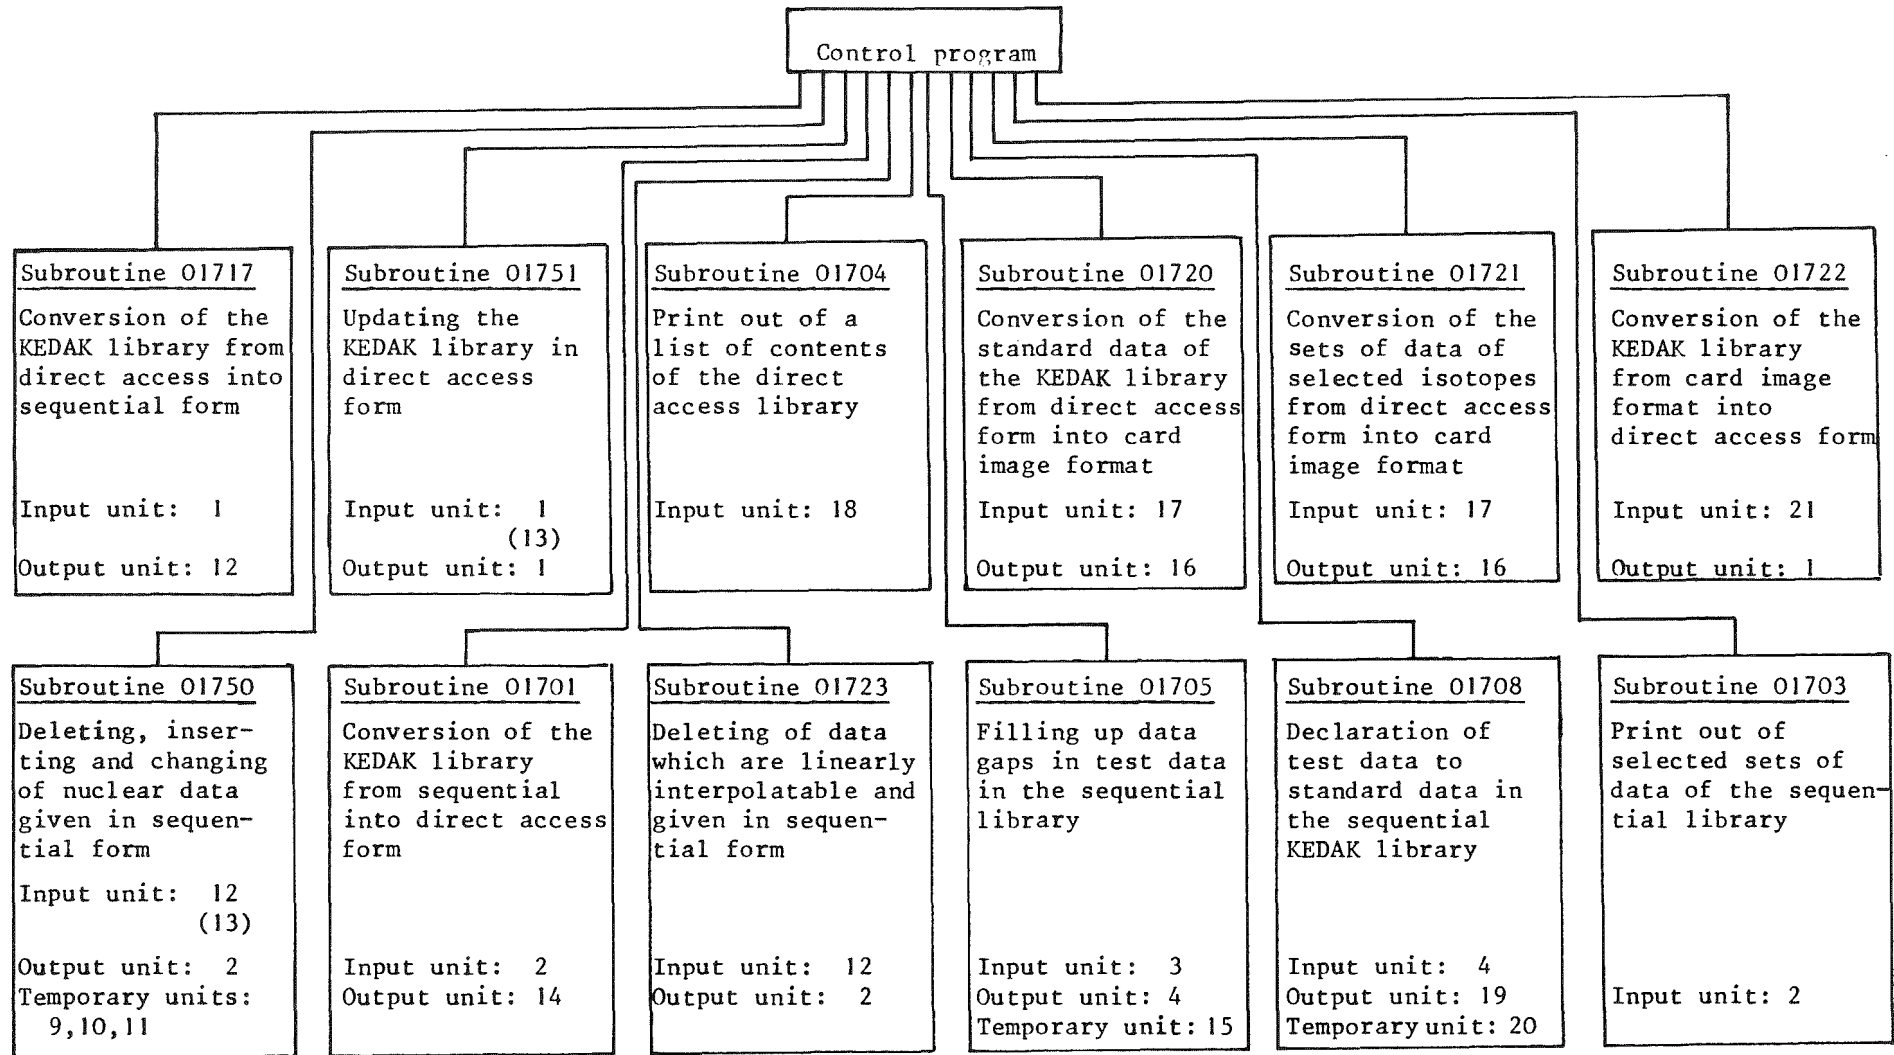 Control program
Subroutine 01717
Conversion of the
KEDAK library from
direct access into
sequential form
Input unit: 1
Output unit: 12
Subroutine 01751
Updating the
KEDAK library in
direct access
form
Input unit: 1
(13)
Output unit: 1
Subroutine 01704
Print out of a
list of contents
of the direct
access library
Input unit: 18
Subroutine 01720
Conversion of the
standard data of
the KEDAK library
from direct access
form into card
image format
Input unit: 17
Output unit: 16
Subroutine 01721
Conversion of the
sets of data of
selected isotopes
from direct access
form into card
image format
Input unit: 17
Output unit: 16
Subroutine 01722
Conversion of the
KEDAK library
from card image
format into
direct access form
Input unit: 21
Output unit: 1
Subroutine 01750
Deleting, inser-
ting and changing
of nuclear data
given in sequen-
tial form
Input unit: 12
(13)
Output unit: 2
Temporary units:
9,10,11
Subroutine 01701
Conversion of the
KEDAK library
from sequential
into direct access
form
Input unit: 2
Output unit: 14
Subroutine 01723
Deleting of data
which are linearly
interpolatable and
given in sequen-
tial form
Input unit: 12
Output unit: 2
Subroutine 01705
Filling up data
gaps in test data
in the sequential
library
Input unit: 3
Output unit: 4
Temporary unit: 15
Subroutine 01708
Declaration of
test data to
standard data in
the sequential
KEDAK library
Input unit: 4
Output unit: 19
Temporary unit: 20
Subroutine 01703
Print out of
selected sets of
data of the sequen-
tial library
Input unit: 2